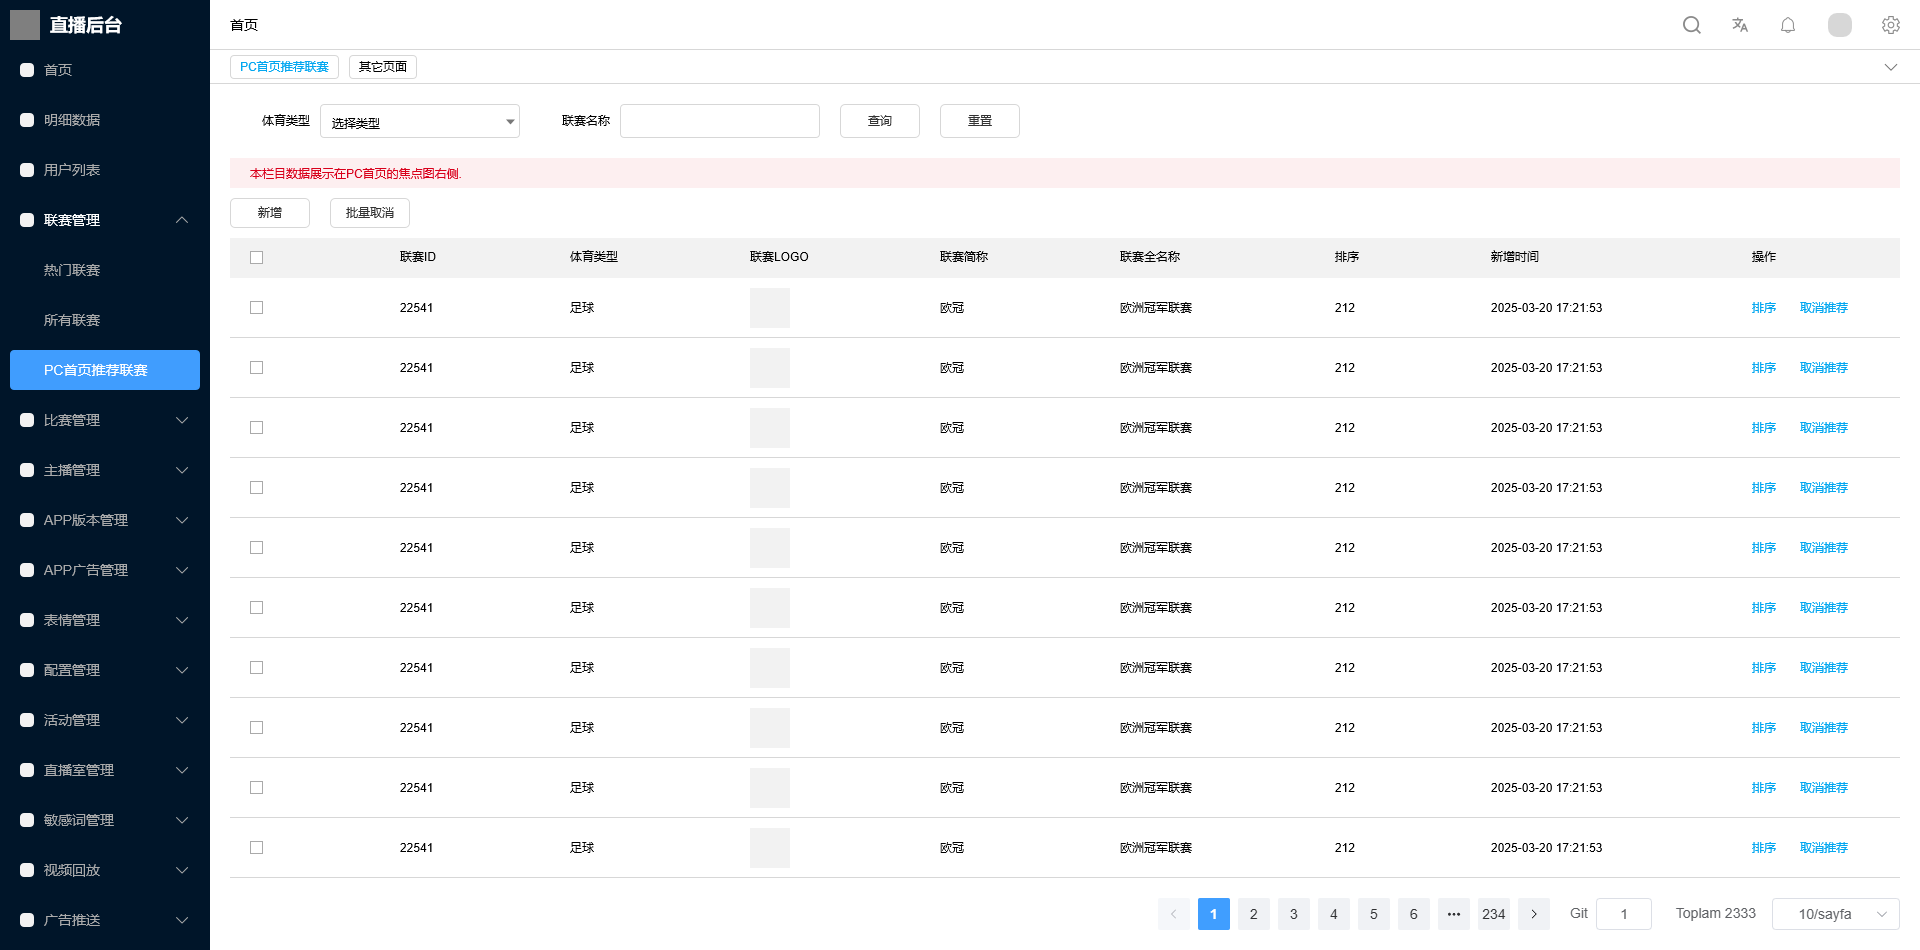 直播后台
首页
首页
明细数据
用户列表
联赛管理
热门联赛
所有联赛
PC首页推荐联赛
比赛管理
主播管理
APP版本管理
APP广告管理
表情管理
配置管理
活动管理
直播室管理
敏感词管理
视频回放
广告推送
PC首页推荐联赛 其它页面
体育类型 选择类型 联赛名称 查询 重置
本栏目数据展示在PC首页的焦点图右侧.
新增 批量取消
联赛ID 体育类型 联赛LOGO 联赛简称 联赛全名称 排序 新增时间 操作
22541 足球 欧冠 欧洲冠军联赛 212 2025-03-20 17:21:53 排序 取消推荐
22541 足球 欧冠 欧洲冠军联赛 212 2025-03-20 17:21:53 排序 取消推荐
22541 足球 欧冠 欧洲冠军联赛 212 2025-03-20 17:21:53 排序 取消推荐
22541 足球 欧冠 欧洲冠军联赛 212 2025-03-20 17:21:53 排序 取消推荐
22541 足球 欧冠 欧洲冠军联赛 212 2025-03-20 17:21:53 排序 取消推荐
22541 足球 欧冠 欧洲冠军联赛 212 2025-03-20 17:21:53 排序 取消推荐
22541 足球 欧冠 欧洲冠军联赛 212 2025-03-20 17:21:53 排序 取消推荐
22541 足球 欧冠 欧洲冠军联赛 212 2025-03-20 17:21:53 排序 取消推荐
22541 足球 欧冠 欧洲冠军联赛 212 2025-03-20 17:21:53 排序 取消推荐
22541 足球 欧冠 欧洲冠军联赛 212 2025-03-20 17:21:53 排序 取消推荐
1 2 3 4 5 6 ••• 234 Git 1 Toplam 2333 10/sayfa